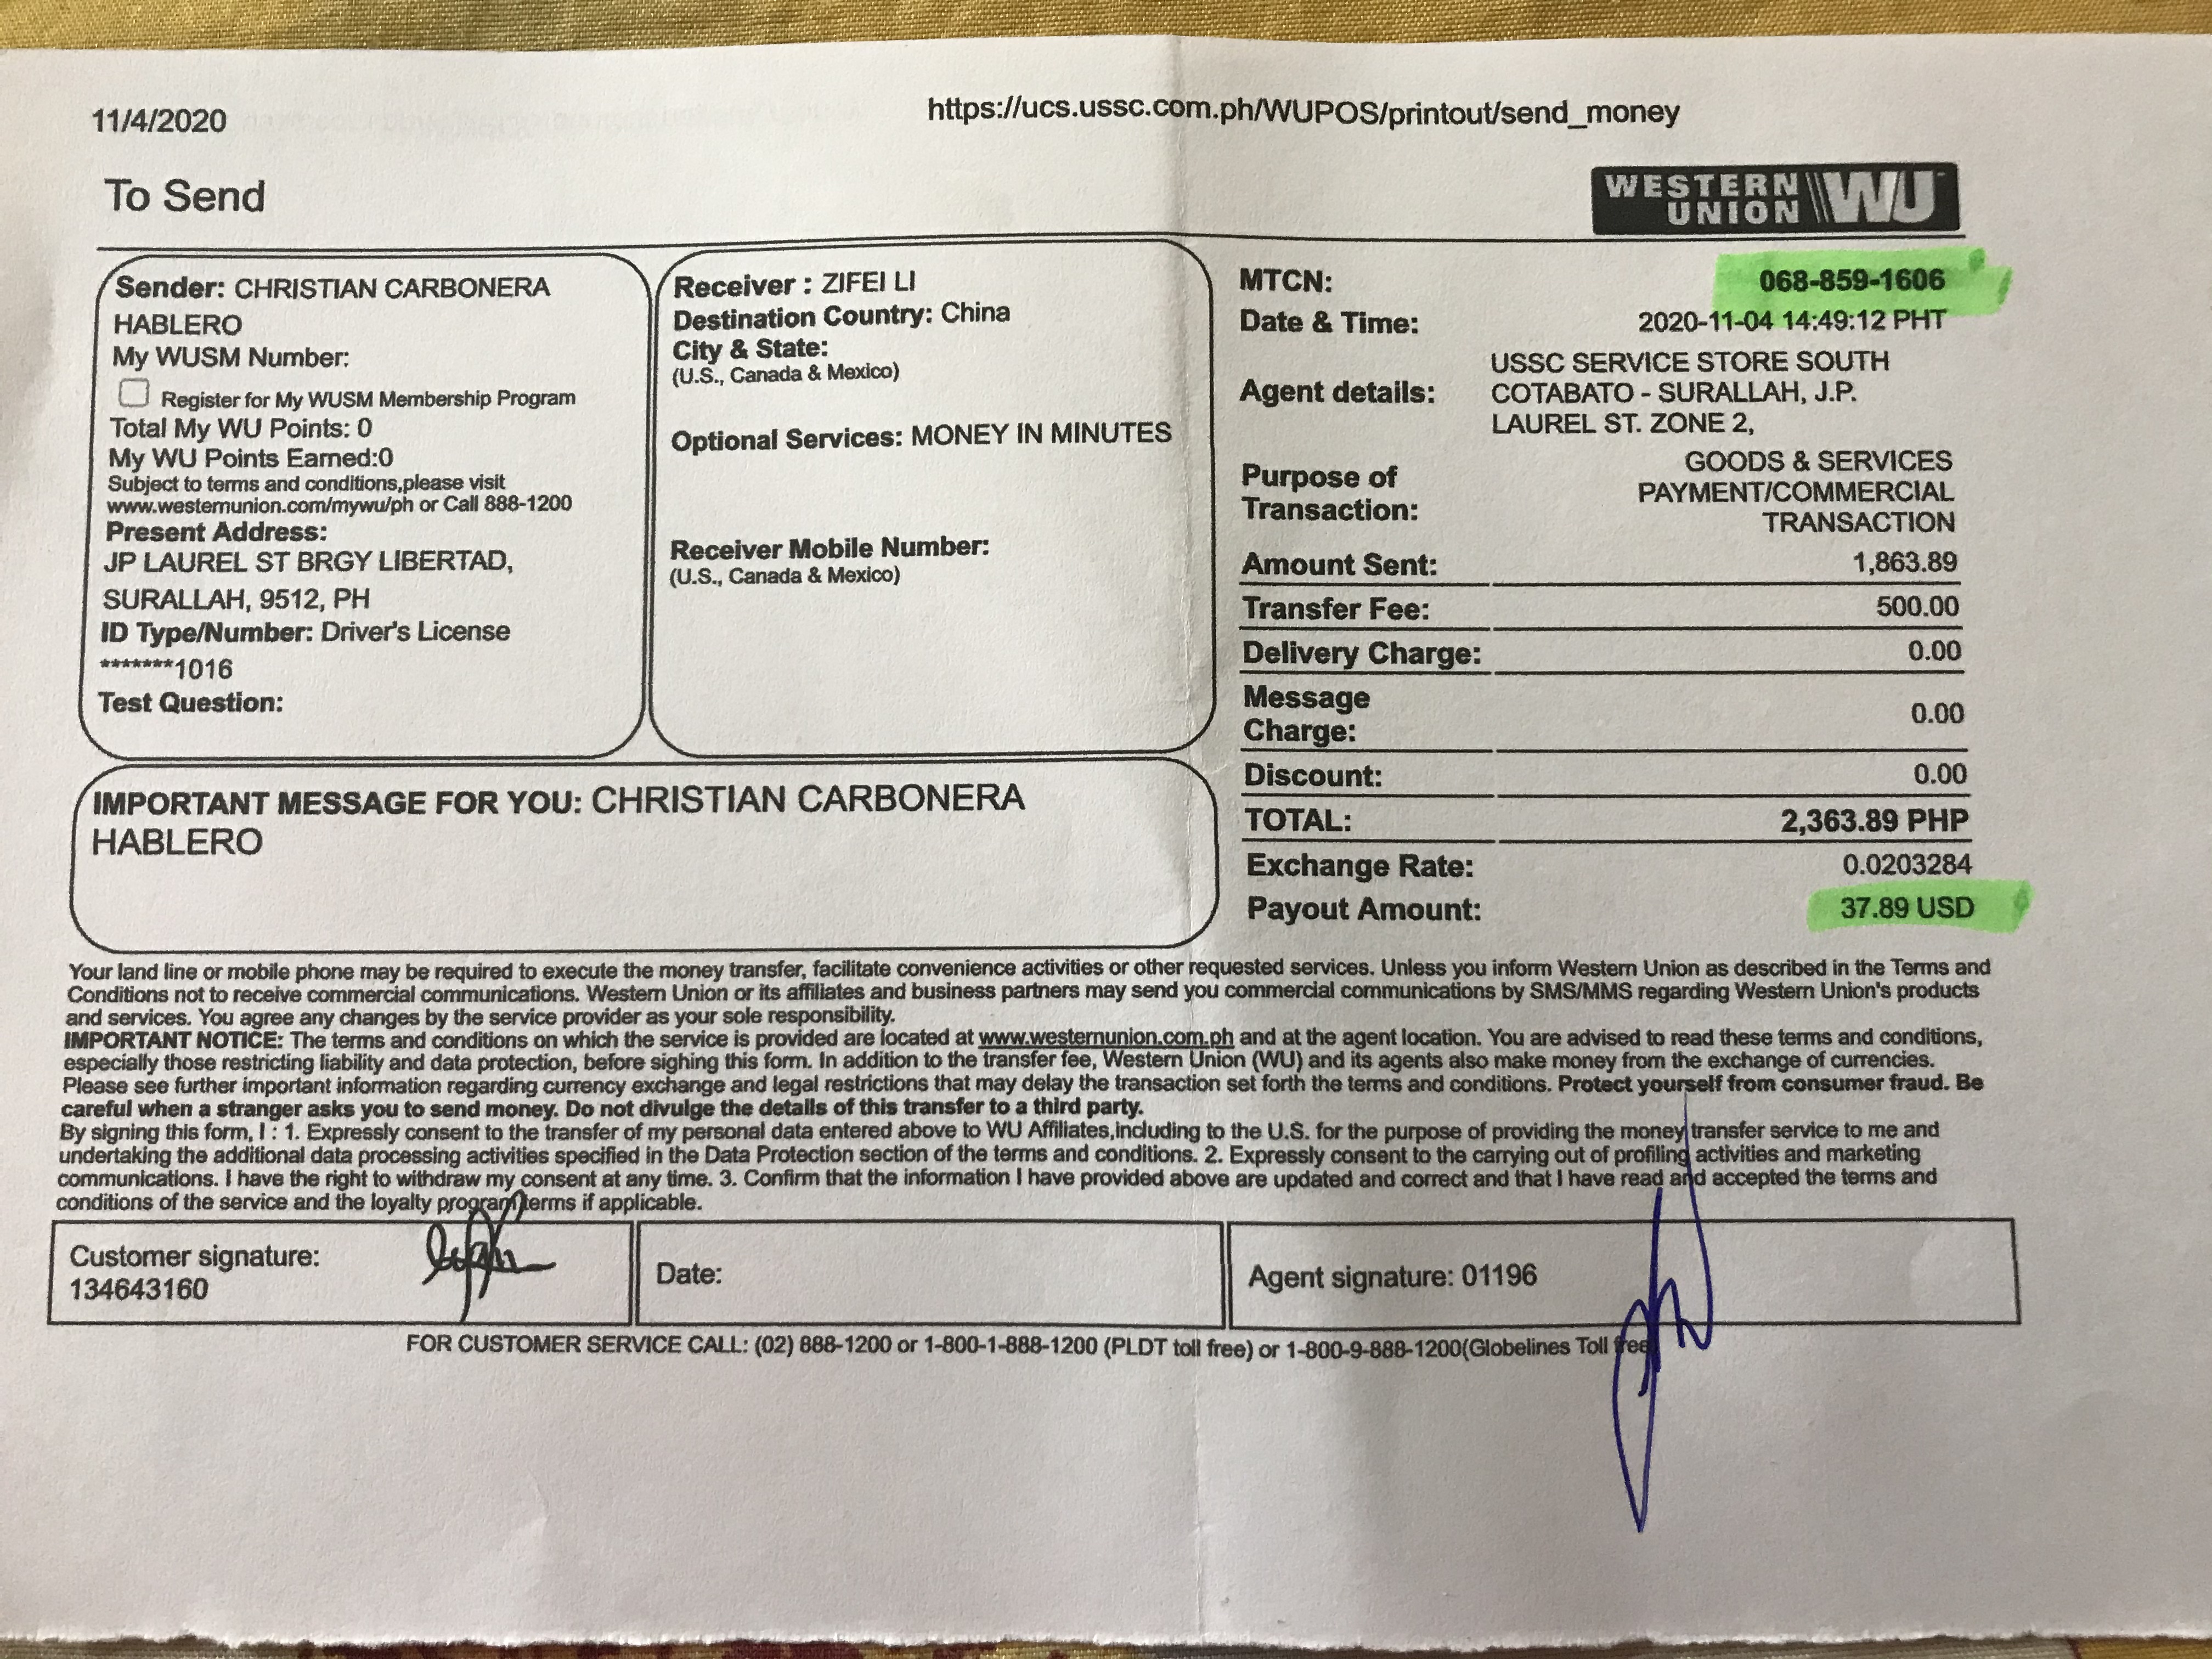 11/4/2020
https://ucs.ussc.com.ph/WUPOS/printout/send_money
To Send
WESTERN UNION WU
Sender: CHRISTIAN CARBONERA
HABLERO
My WUSM Number:
Register for My WUSM Membership Program
Total My WU Points: 0
My WU Points Earned:0
Subject to terms and conditions,please visit
www.westernunion.com/mywu/ph or Call 888-1200
Present Address:
JP LAUREL ST BRGY LIBERTAD,
SURALLAH, 9512, PH
ID Type/Number: Driver's License
*******1016
Test Question:
Receiver : ZIFEI LI
Destination Country: China
City & State:
(U.S., Canada & Mexico)
Optional Services: MONEY IN MINUTES
Receiver Mobile Number:
(U.S., Canada & Mexico)
MTCN: 068-859-1606
Date & Time: 2020-11-04 14:49:12 PHT
Agent details: USSC SERVICE STORE SOUTH
COTABATO - SURALLAH, J.P.
LAUREL ST. ZONE 2,
Purpose of Transaction: GOODS & SERVICES
PAYMENT/COMMERCIAL
TRANSACTION
Amount Sent: 1,863.89
Transfer Fee: 500.00
Delivery Charge: 0.00
Message Charge: 0.00
Discount: 0.00
TOTAL: 2,363.89 PHP
Exchange Rate: 0.0203284
Payout Amount: 37.89 USD
IMPORTANT MESSAGE FOR YOU: CHRISTIAN CARBONERA
HABLERO
Your land line or mobile phone may be required to execute the money transfer, facilitate convenience activities or other requested services. Unless you inform Western Union as described in the Terms and
Conditions not to receive commercial communications. Western Union or its affiliates and business partners may send you commercial communications by SMS/MMS regarding Western Union's products
and services. You agree any changes by the service provider as your sole responsibility.
IMPORTANT NOTICE: The terms and conditions on which the service is provided are located at www.westernunion.com.ph and at the agent location. You are advised to read these terms and conditions,
especially those restricting liability and data protection, before sighing this form. In addition to the transfer fee, Western Union (WU) and its agents also make money from the exchange of currencies.
Please see further important information regarding currency exchange and legal restrictions that may delay the transaction set forth the terms and conditions. Protect yourself from consumer fraud. Be
careful when a stranger asks you to send money. Do not divulge the details of this transfer to a third party.
By signing this form, I : 1. Expressly consent to the transfer of my personal data entered above to WU Affiliates,including to the U.S. for the purpose of providing the money transfer service to me and
undertaking the additional data processing activities specified in the Data Protection section of the terms and conditions. 2. Expressly consent to the carrying out of profiling activities and marketing
communications. I have the right to withdraw my consent at any time. 3. Confirm that the information I have provided above are updated and correct and that I have read and accepted the terms and
conditions of the service and the loyalty program terms if applicable.
Customer signature:
134643160
Date:
Agent signature: 01196
FOR CUSTOMER SERVICE CALL: (02) 888-1200 or 1-800-1-888-1200 (PLDT toll free) or 1-800-9-888-1200(Globelines Toll free